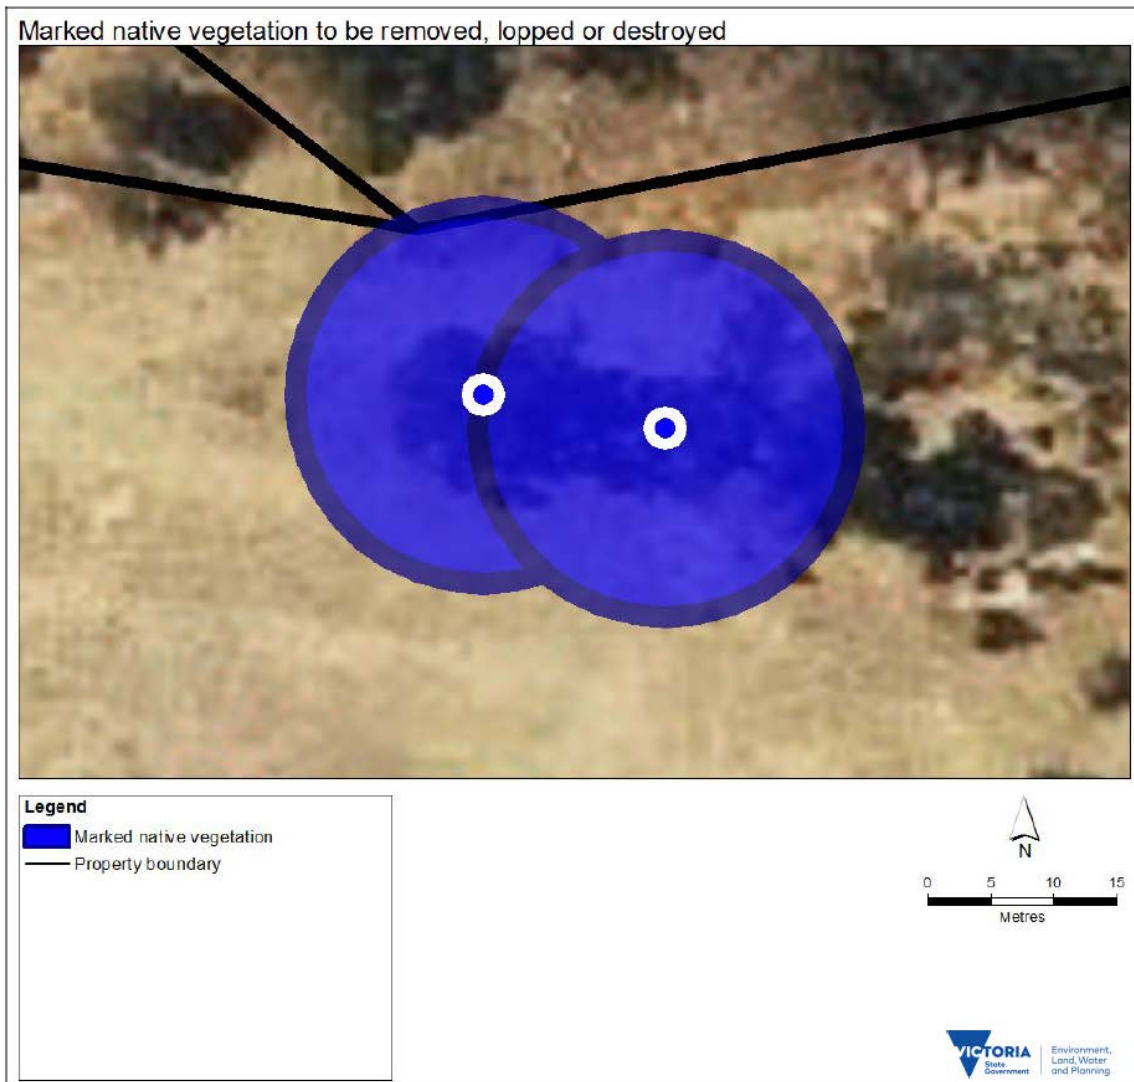 Marked native vegetation to be removed, lopped or destroyed
Legend
Marked native vegetation
Property boundary
N
0 5 10 15
Metres
VICTORIA
State
Government
Environment,
Land, Water
and Planning